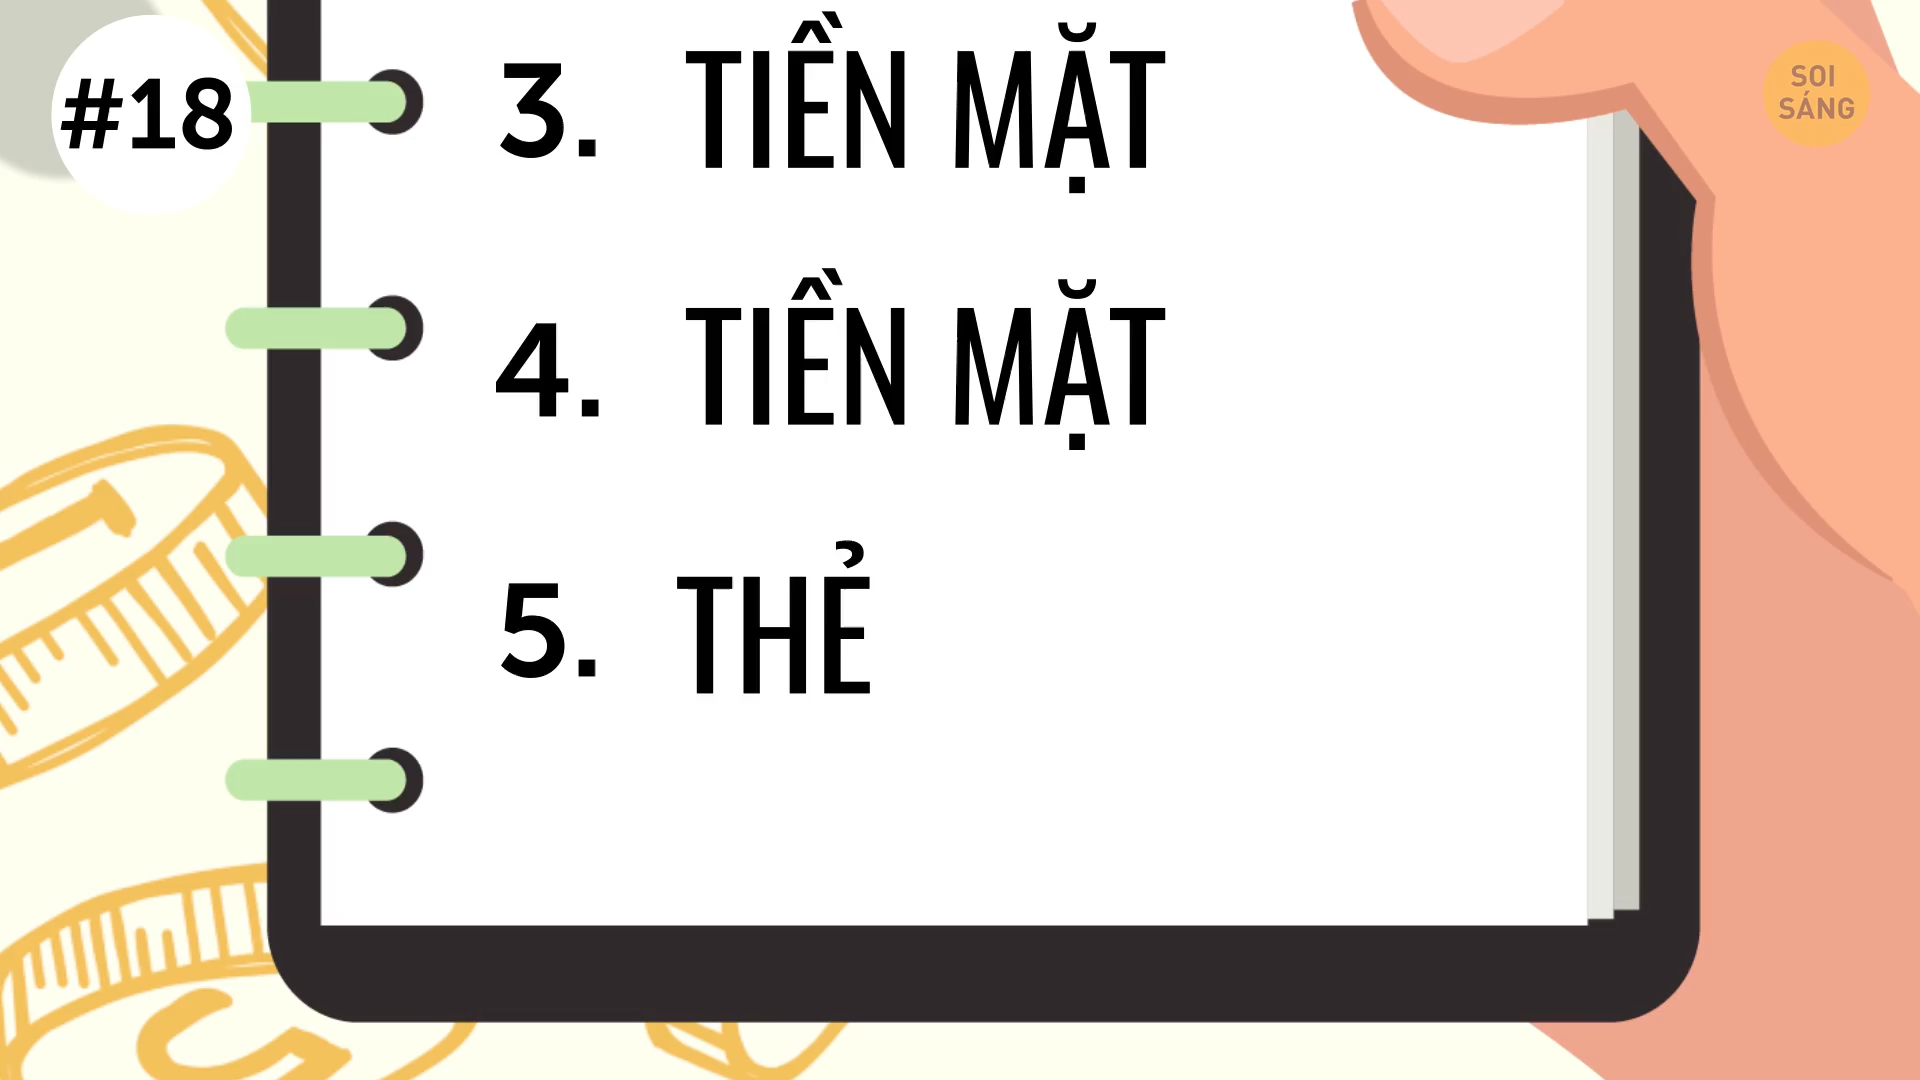 #18
SOI
SÁNG
3. TIỀN MẶT
4. TIỀN MẶT
5. THẺ